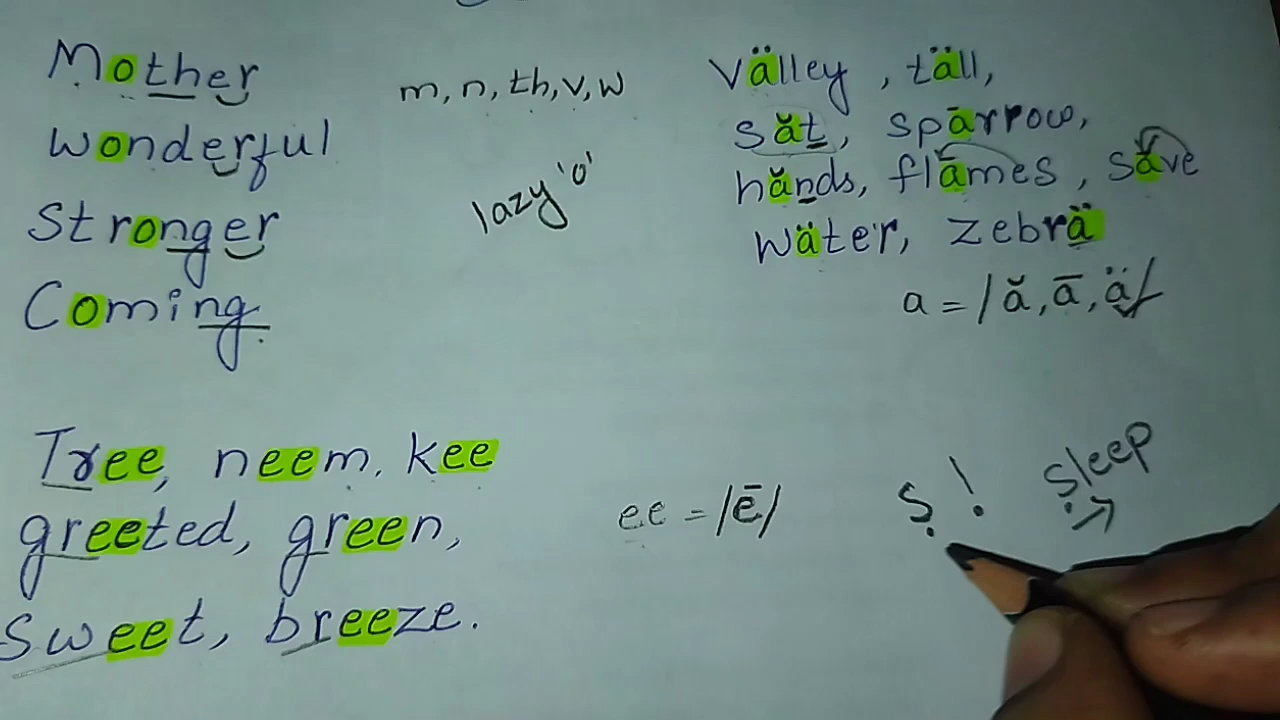 Mother
wonderful
Stronger
Coming
m, n, th, v, w
lazy 'o'
Välley, täll,
săt, spārrow,
hănds, flāmes, sāve
wäter, zebrä
a = / ă, ā, ä /
Tree, neem, kee
greeted, green,
sweet, breeze.
ee = /ē/
s l
sleep